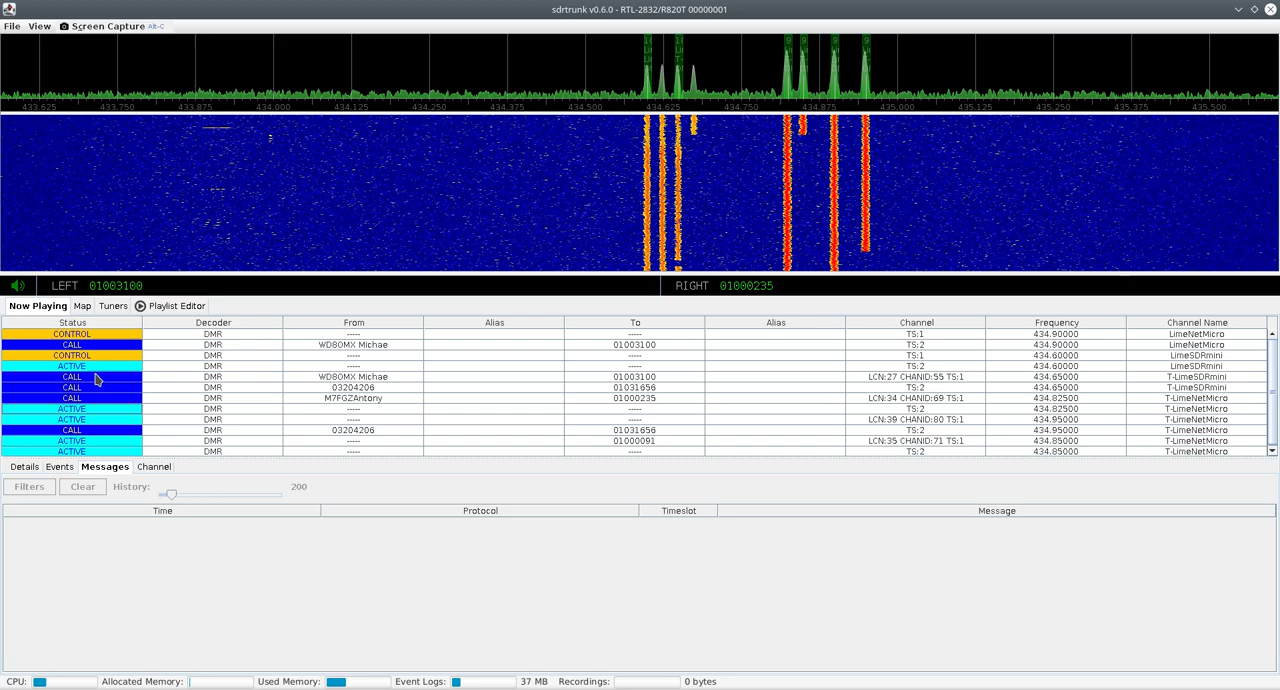 sdrtrunk v0.6.0 - RTL-2832/R820T 00000001
File View Screen Capture Alt-C
433.625 433.750 433.875 434.000 434.125 434.250 434.375 434.500 434.625 434.750 434.875 435.000 435.125 435.250 435.375 435.500
LEFT 01003100 RIGHT 01000235
Now Playing Map Tuners Playlist Editor
Status Decoder From Alias To Alias Channel Frequency Channel Name
CONTROL DMR ----- ----- TS:1 434.90000 LimeNetMicro
CALL DMR WD8OMX Michae 01003100 TS:2 434.90000 LimeNetMicro
CONTROL DMR ----- ----- TS:1 434.60000 LimeSDRmini
ACTIVE DMR ----- ----- TS:2 434.60000 LimeSDRmini
CALL DMR WD8OMX Michae 01003100 LCN:27 CHANID:55 TS:1 434.65000 T-LimeSDRmini
CALL DMR 03204206 01031656 TS:2 434.65000 T-LimeSDRmini
CALL DMR M7FGZAntony 01000235 LCN:34 CHANID:69 TS:1 434.82500 T-LimeNetMicro
ACTIVE DMR ----- ----- TS:2 434.82500 T-LimeNetMicro
ACTIVE DMR ----- ----- LCN:39 CHANID:80 TS:1 434.95000 T-LimeNetMicro
CALL DMR 03204206 01031656 TS:2 434.95000 T-LimeNetMicro
ACTIVE DMR ----- 01000091 LCN:35 CHANID:71 TS:1 434.85000 T-LimeNetMicro
ACTIVE DMR ----- ----- TS:2 434.85000 T-LimeNetMicro
Details Events Messages Channel
Filters Clear History: 200
Time Protocol Timeslot Message
CPU: Allocated Memory: Used Memory: Event Logs: 37 MB Recordings: 0 bytes